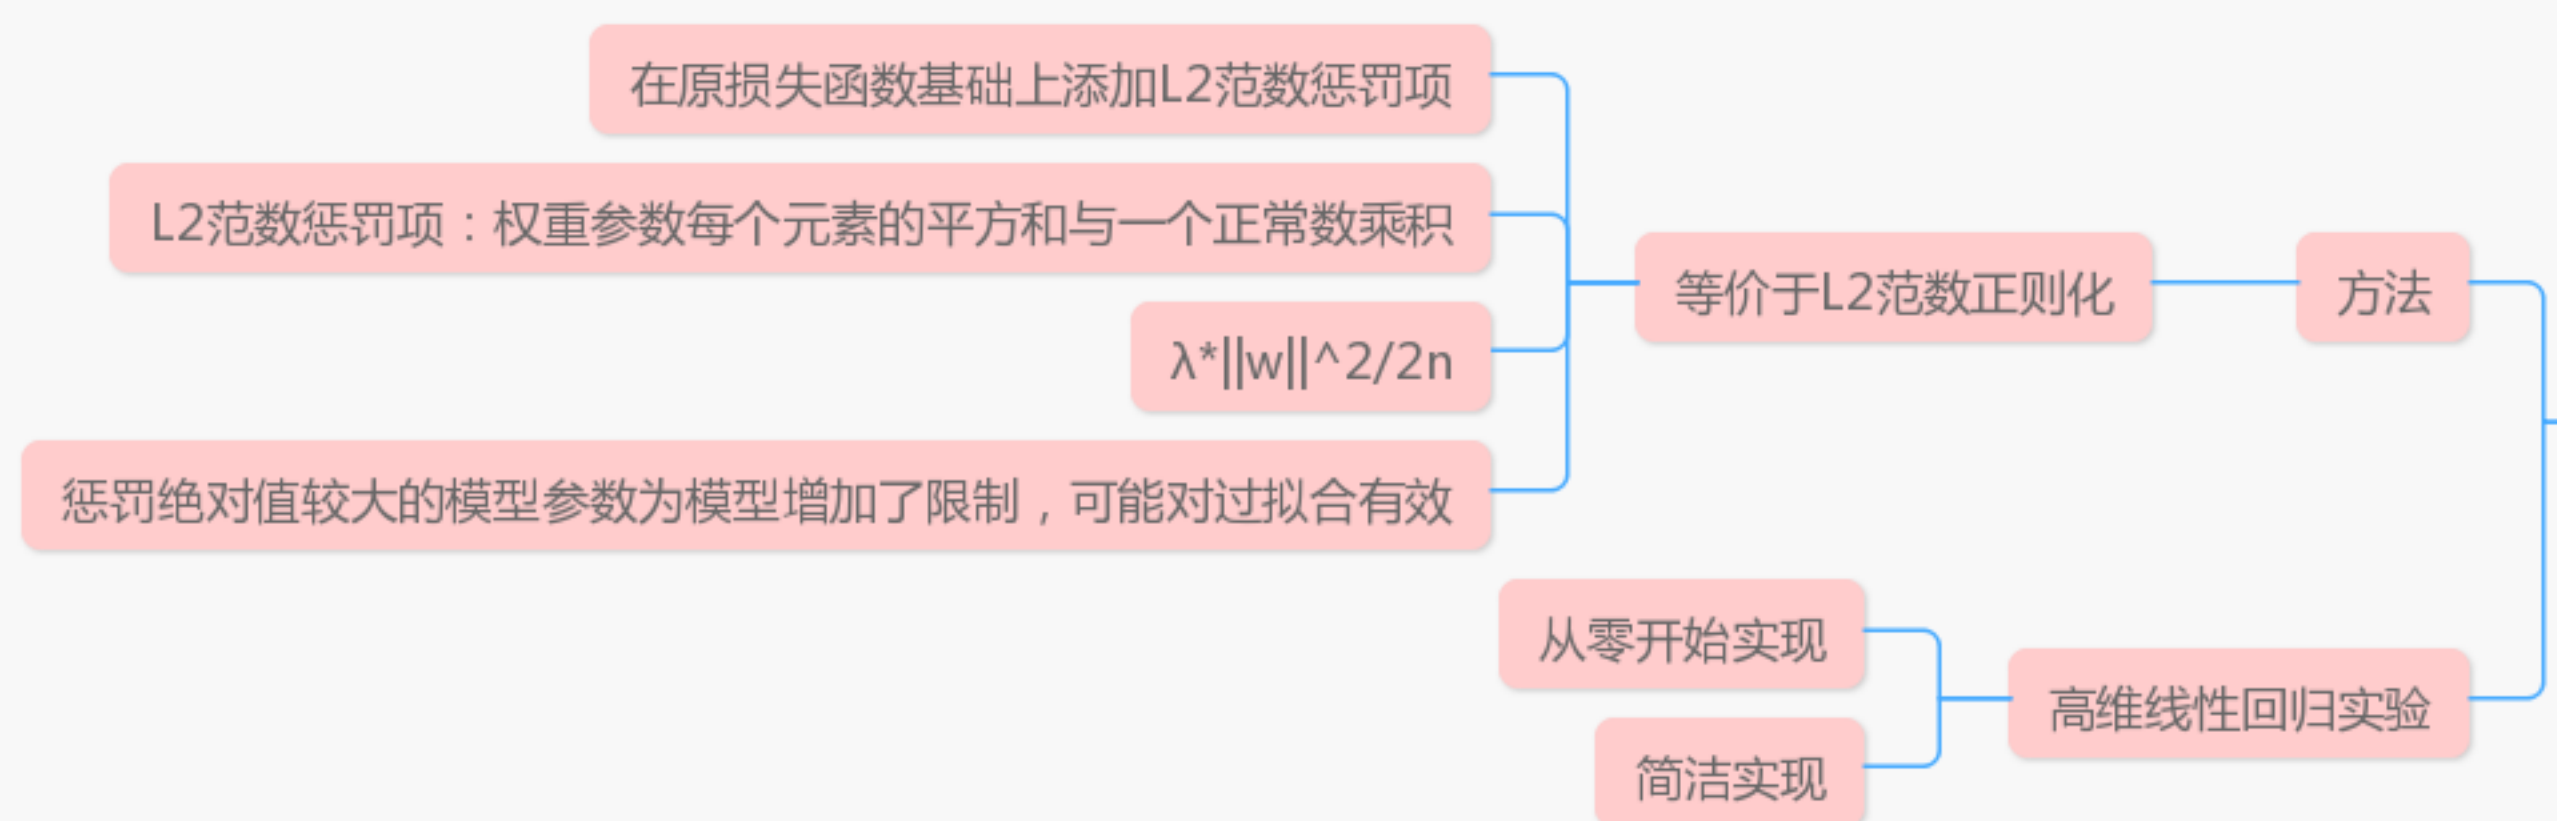 在原损失函数基础上添加L2范数惩罚项
L2范数惩罚项：权重参数每个元素的平方和与一个正常数乘积
等价于L2范数正则化
方法
λ*||w||^2/2n
惩罚绝对值较大的模型参数为模型增加了限制，可能对过拟合有效
从零开始实现
高维线性回归实验
简洁实现